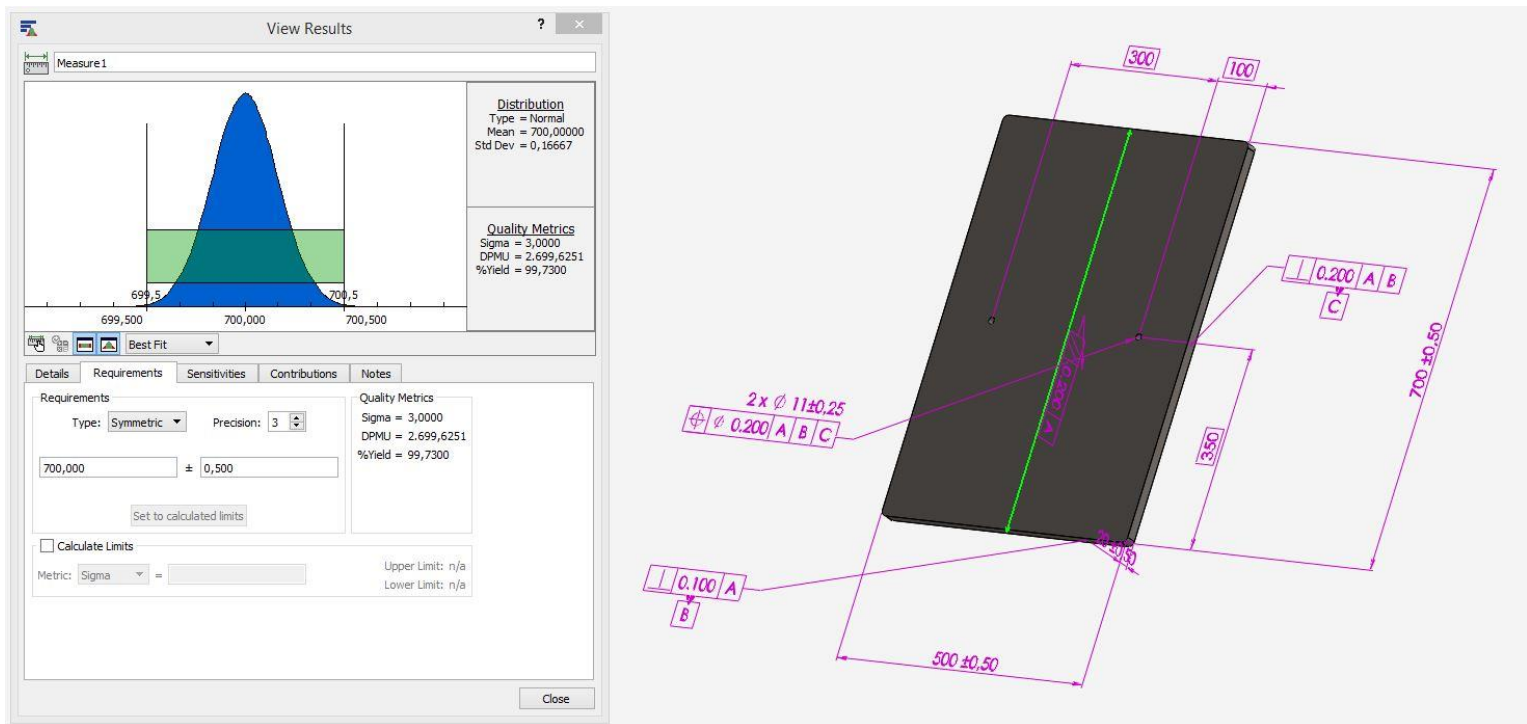 View Results
?
Measure1
Distribution
Type = Normal
Mean = 700,00000
Std Dev = 0,16667
Quality Metrics
Sigma = 3,0000
DPMU = 2.699,6251
%Yield = 99,7300
699,5
700,5
699,500 700,000 700,500
Best Fit
Details Requirements Sensitivities Contributions Notes
Requirements
Type: Symmetric Precision: 3
700,000 ± 0,500
Set to calculated limits
Quality Metrics
Sigma = 3,0000
DPMU = 2.699,6251
%Yield = 99,7300
Calculate Limits
Metric: Sigma =
Upper Limit: n/a
Lower Limit: n/a
Close
300
100
⊥ 0.200 A B
C
700 ±0,50
2 x ∅ 11±0,25
⌖ ∅ 0.200 A B C
0.200 A
350
⊥ 0.100 A
B
500 ±0,50